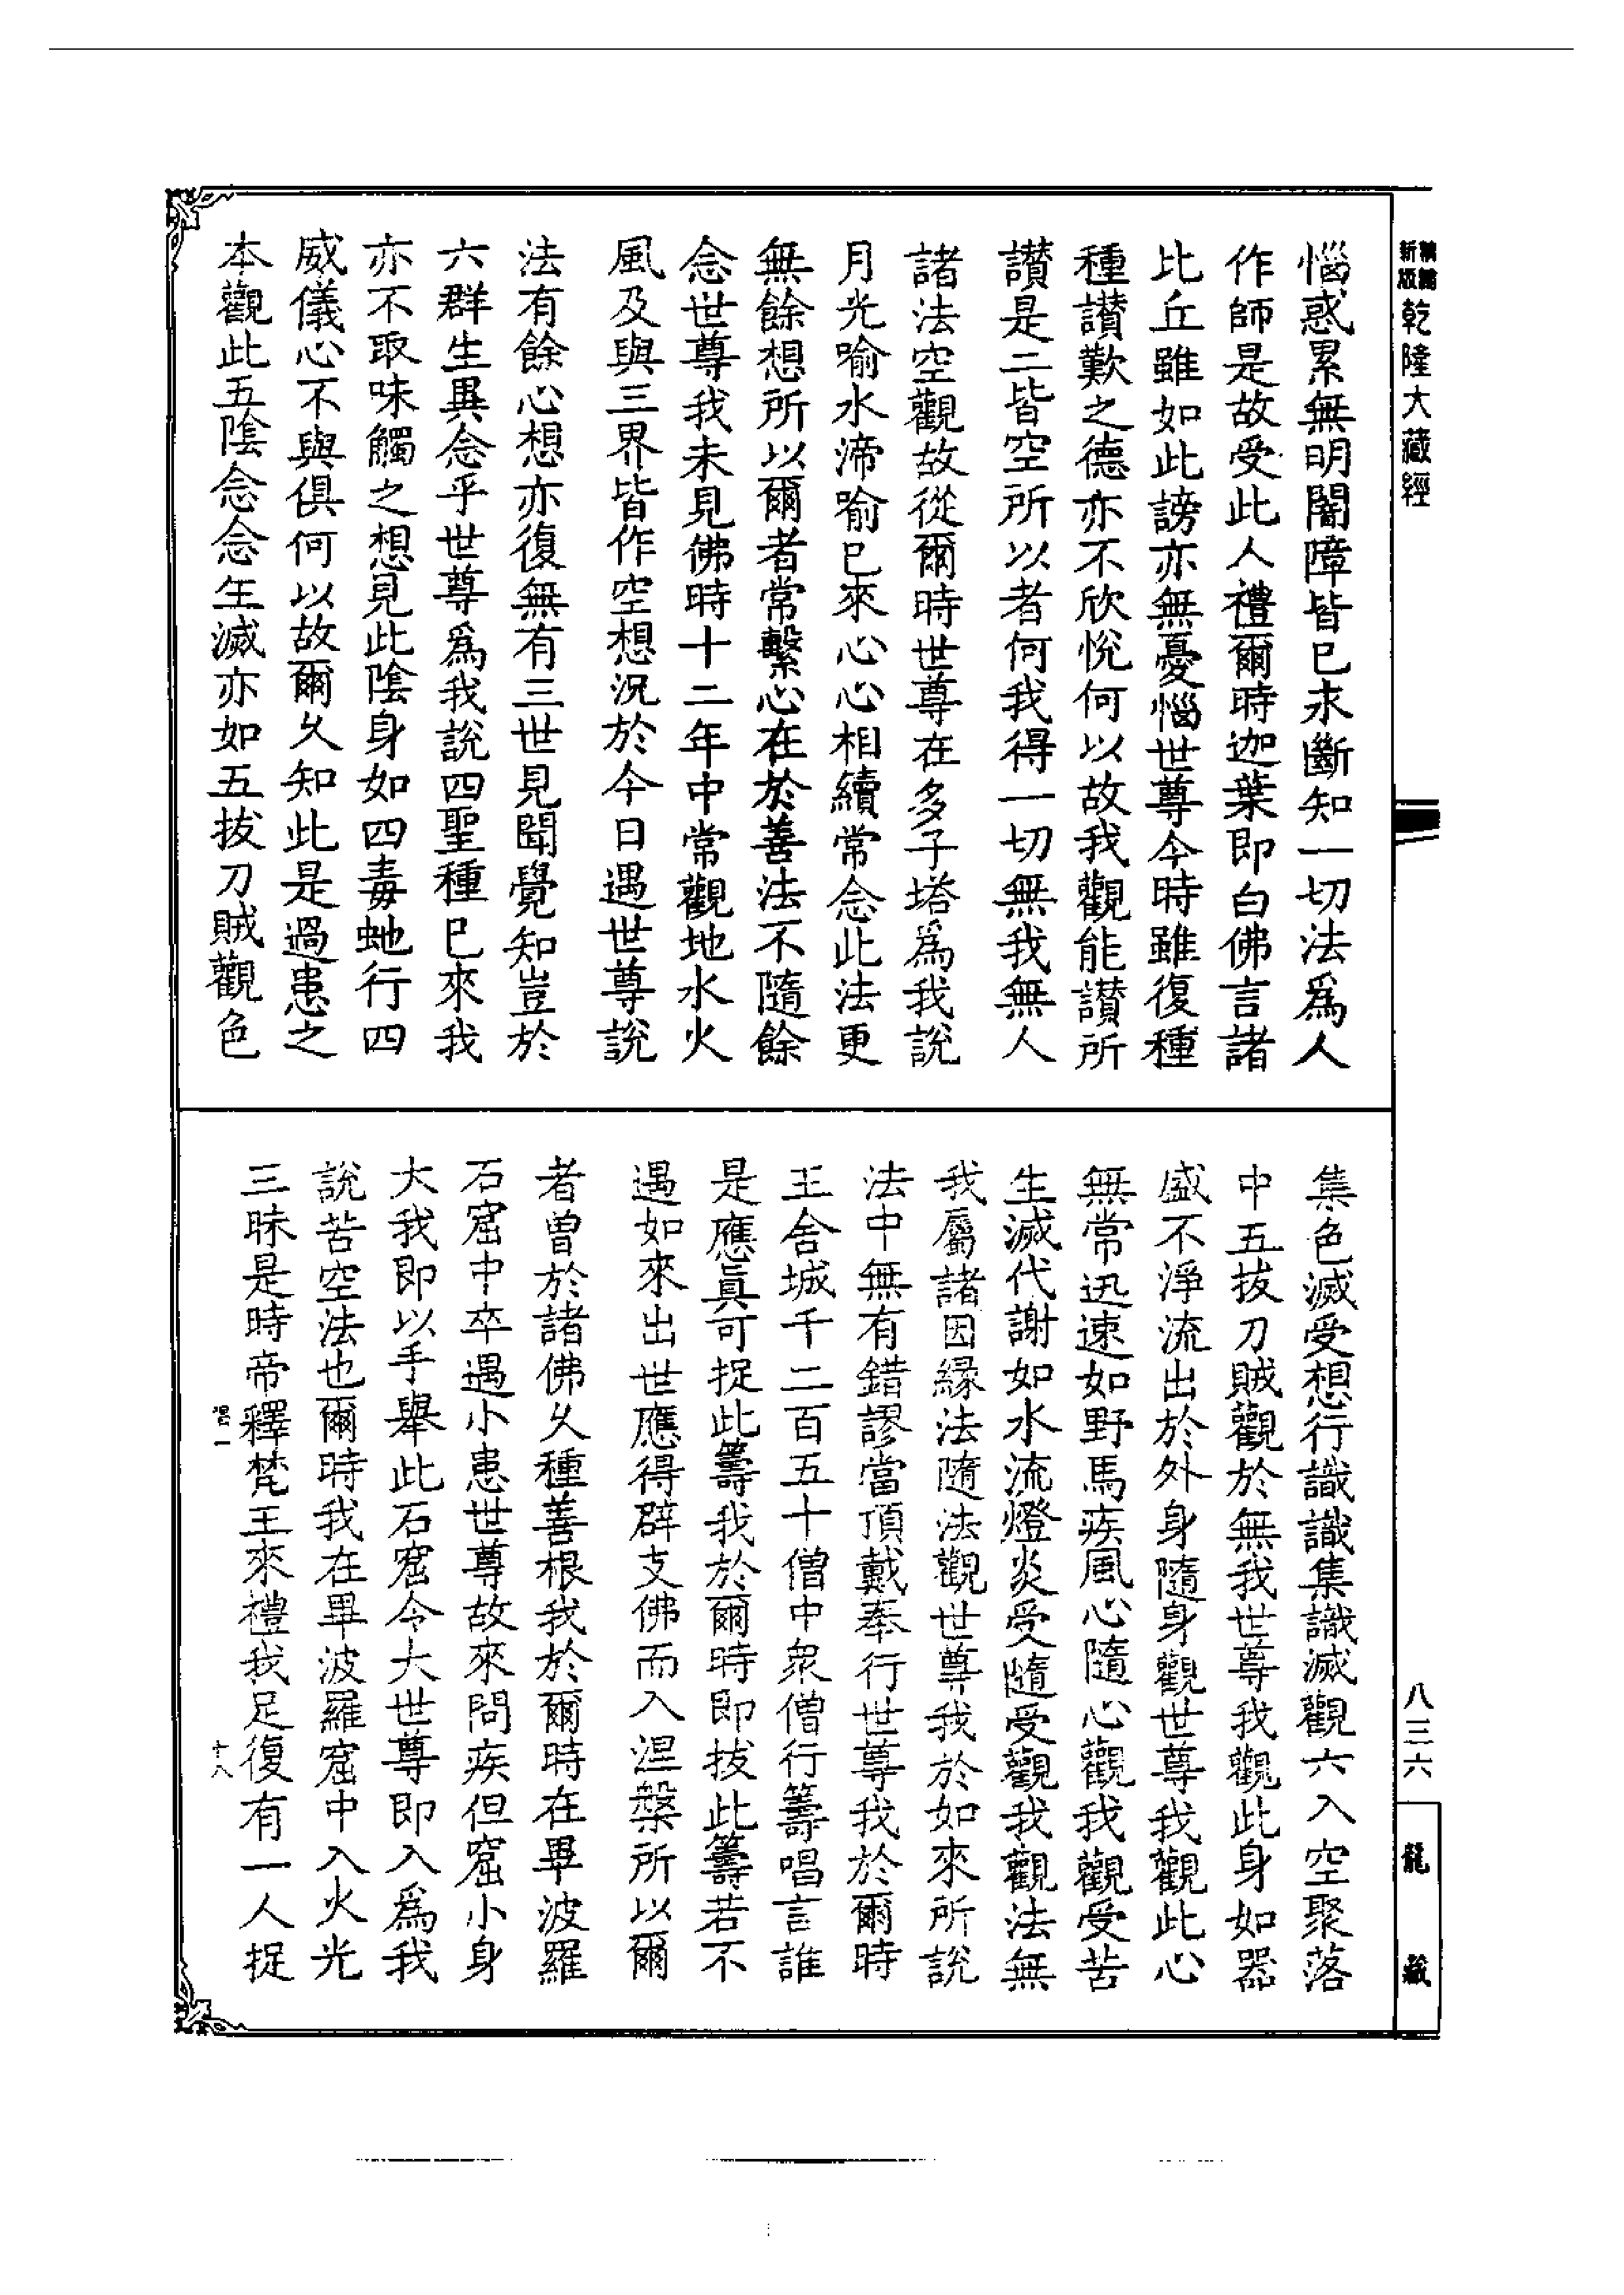 新編
縮版
乾隆大藏經
惱惑累無明闇障皆已永斷知一切法為人
作師是故受此人禮爾時迦葉即白佛言諸
比丘雖如此謗亦無憂惱世尊今時雖復種
種讃歎之德亦不欣悅何以故我觀能讃所
讃是二皆空所以者何我得一切無我無人
諸法空觀故從爾時世尊在多子塔為我說
月光喻水渧喻已來心心相續常念此法更
無餘想所以爾者常繫心在於善法不隨餘
念世尊我未見佛時十二年中常觀地水火
風及與三界皆作空想況於今日遇世尊說
法有餘心想亦復無有三世見聞覺知豈於
六群生異念乎世尊爲我說四聖種已來我
亦不取味觸之想見此陰身如四毒虵行四
威儀心不與俱何以故爾乆知此是過患之
本觀此五陰念念生滅亦如五拔刀賊觀色
集色滅受想行識識集識滅觀六入空聚落
中五拔刀賊觀於無我世尊我觀此身如器
盛不淨流出於外身隨身觀世尊我觀此心
無常迅速如野馬疾風心隨心觀我觀受苦
生滅代謝如水流燈炎受隨受觀我觀法無
我屬諸因緣法隨法觀世尊我於如來所說
法中無有錯謬當頂戴奉行世尊我於爾時
王舍城千二百五十僧中衆僧行籌唱言誰
是應眞可捉此籌我於爾時即拔此籌若不
遇如來出世應得辟支佛而入涅槃所以爾
者曽於諸佛乆種善根我於爾時在畢波羅
石窟中卒遇小患世尊故來問疾但窟小身
大我即以手舉此石窟令大世尊即入爲我
說苦空法也爾時我在畢波羅窟中入火光
三昧是時帝釋梵王來禮我足復有一人捉
十八
八三六
龍藏